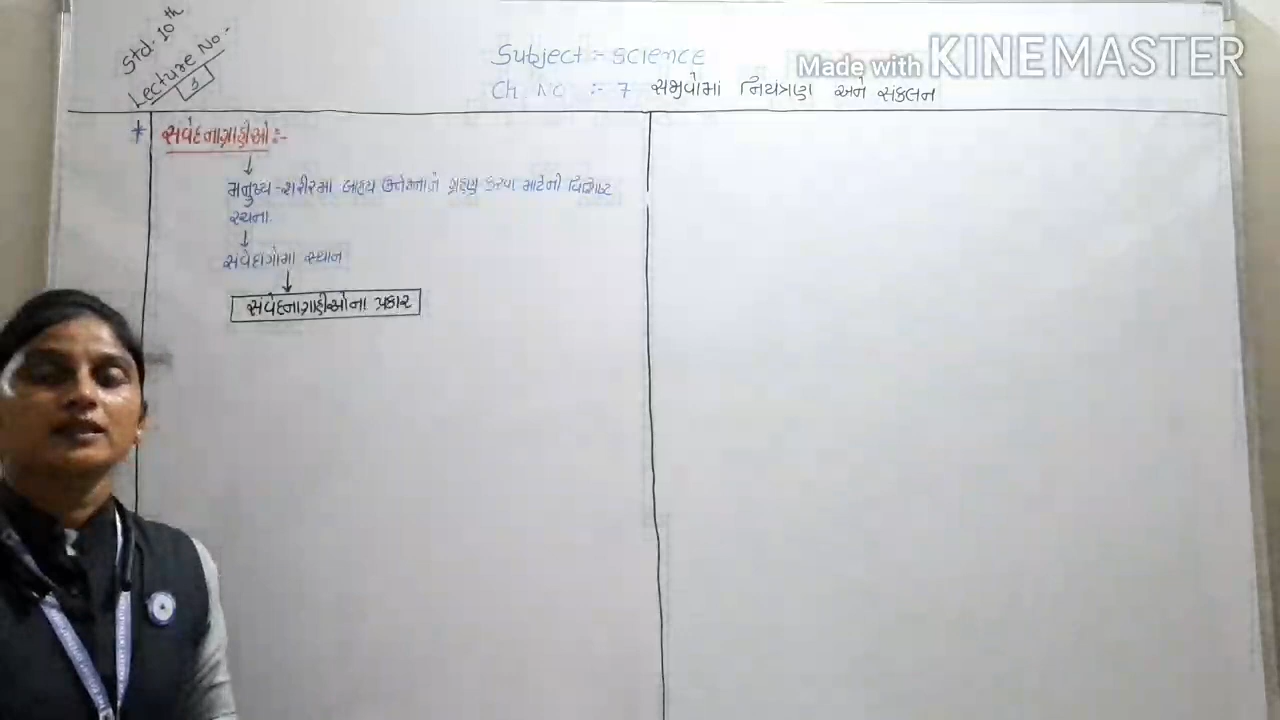 Std. 10th
Lecture No:-
Subject :- Science
Made with KINEMASTER
Ch No :- 7 સજીવોમાં નિયંત્રણ અને સંકલન
* સંવેદનાગ્રાહીઓ :-
↓
મનુષ્ય-શરીરમા બાહ્ય ઉત્તેજનાને ગ્રહણ કરવા માટેની વિશિષ્ટ
રચના.
↓
સંવેદાગોમા સ્થાન
↓
સંવેદનાગ્રાહીઓના પ્રકાર